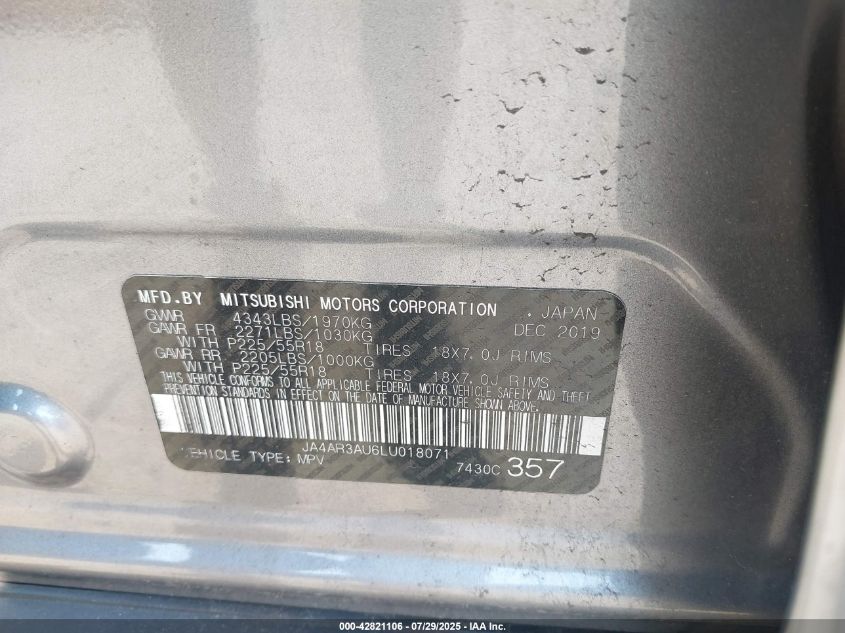 MFD.BY MITSUBISHI MOTORS CORPORATION , JAPAN
GVWR 4343LBS/1970KG DEC 2019
GAWR FR 2271LBS/1030KG
WITH P225/55R18 TIRES 18X7.0J RIMS
GAWR RR 2205LBS/1000KG
WITH P225/55R18 TIRES 18X7.0J RIMS
THIS VEHICLE CONFORMS TO ALL APPLICABLE FEDERAL MOTOR VEHICLE SAFETY AND THEFT
PREVENTION STANDARDS IN EFFECT ON THE DATE OF MANUFACTURE SHOWN ABOVE.
JA4AR3AU6LU018071
VEHICLE TYPE: MPV 7430C 357
000-42821106 - 07/29/2025 - IAA Inc.